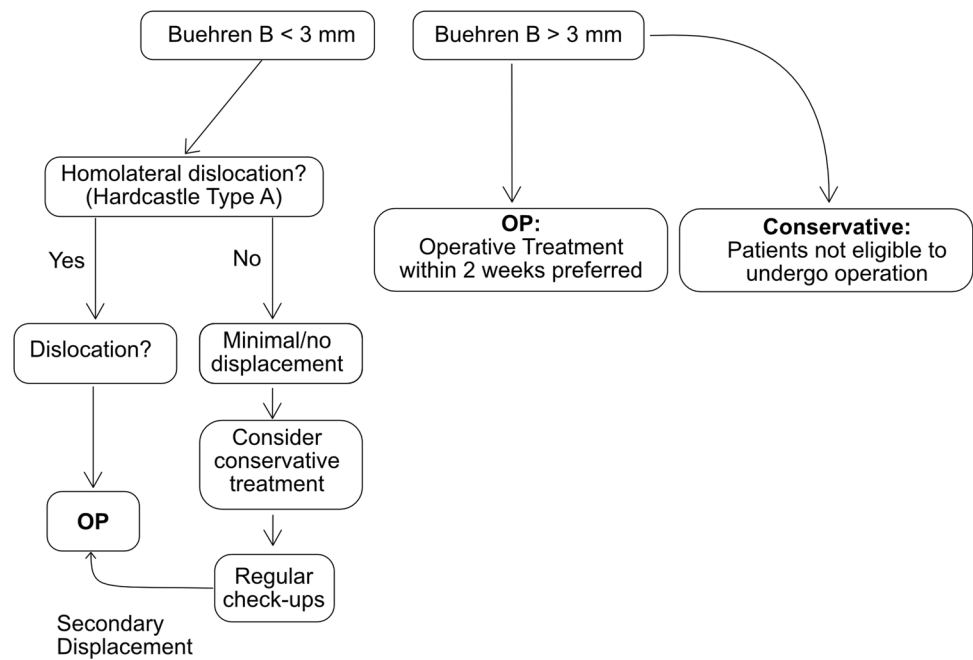 Buehren B < 3 mm
Buehren B > 3 mm
Homolateral dislocation?
(Hardcastle Type A)
OP:
Operative Treatment
within 2 weeks preferred
Conservative:
Patients not eligible to
undergo operation
Yes
No
Dislocation?
Minimal/no
displacement
Consider
conservative
treatment
OP
Regular
check-ups
Secondary
Displacement